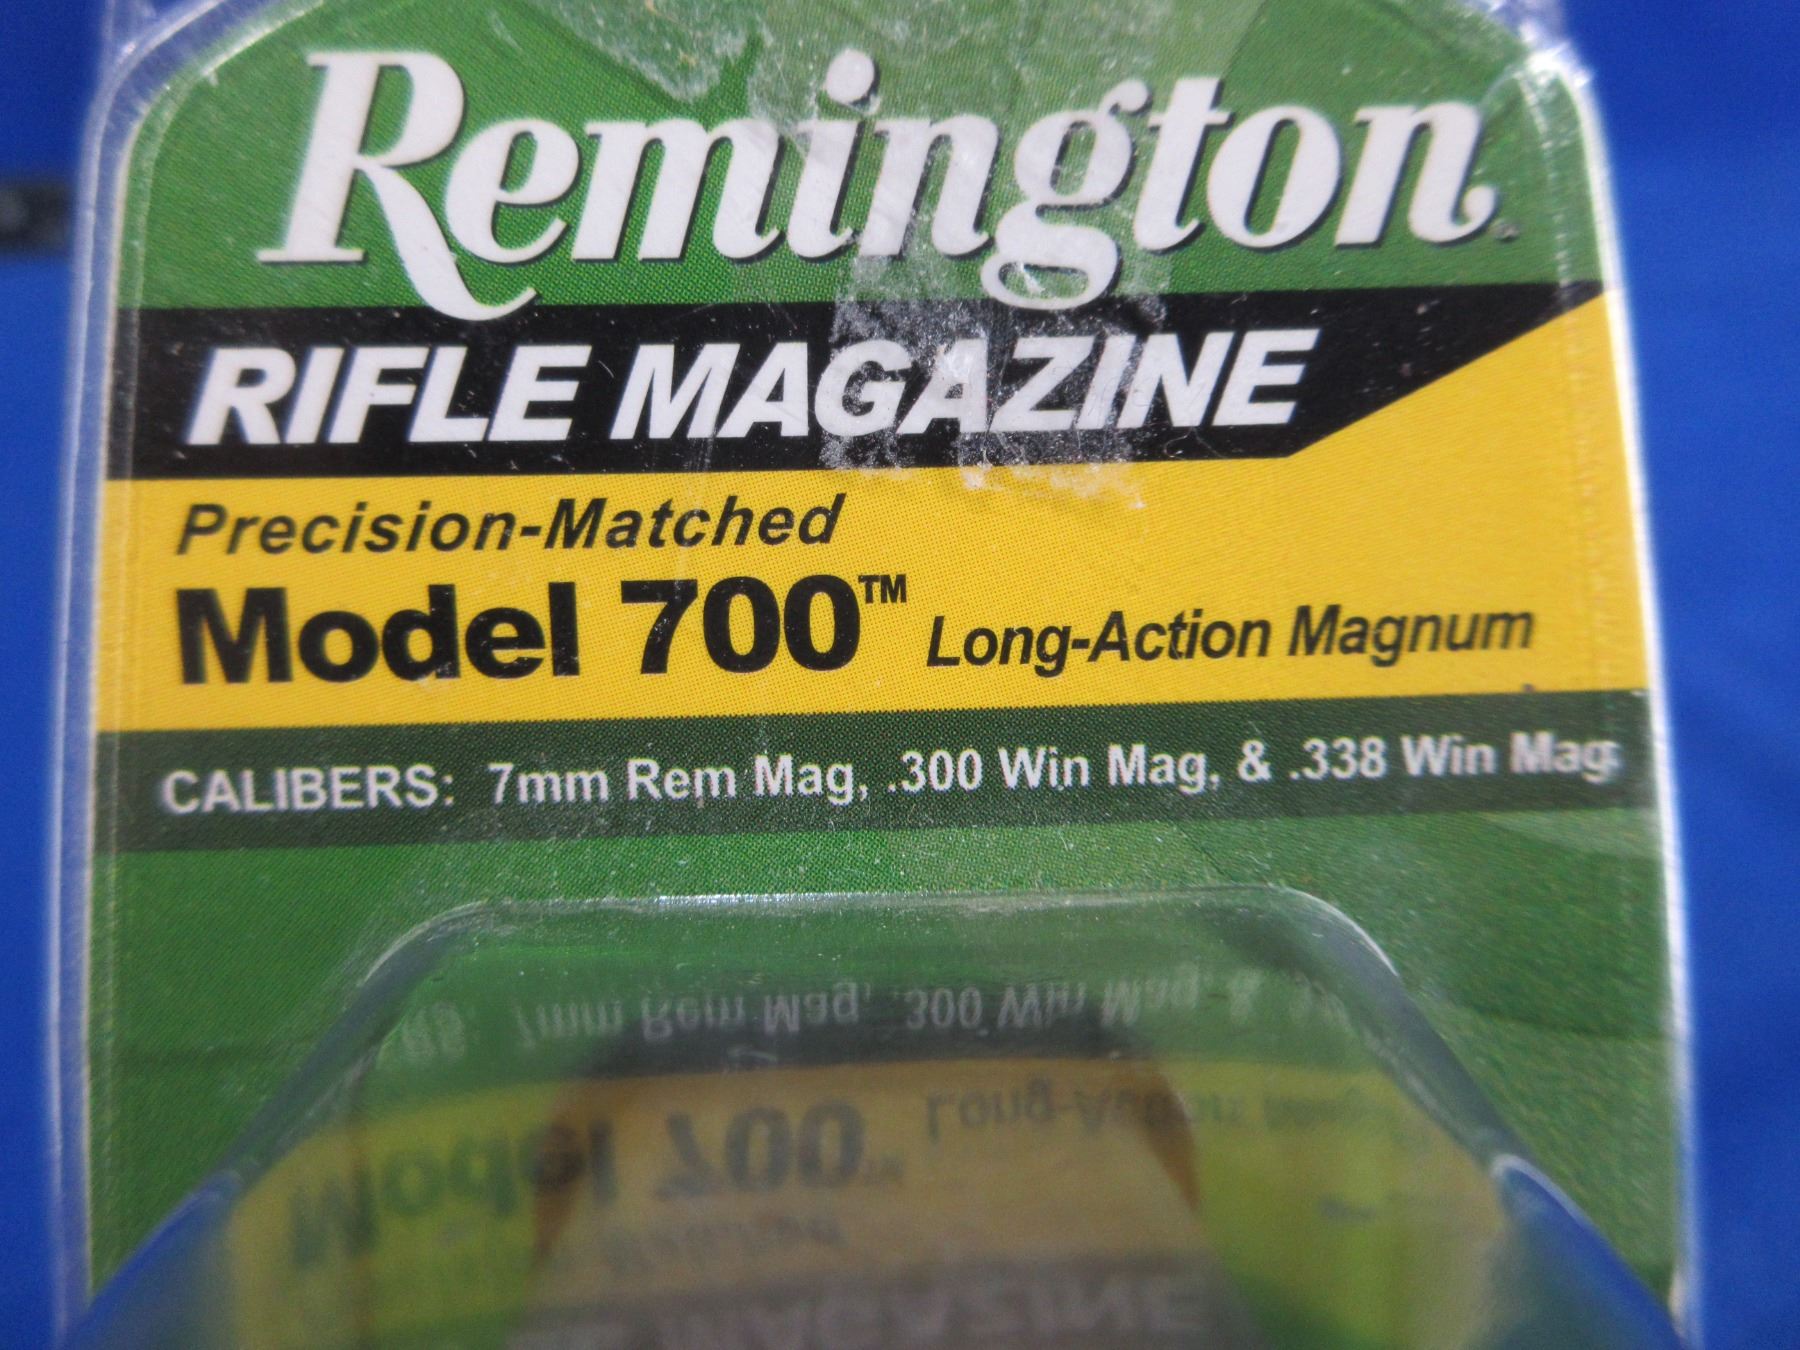 Remington
RIFLE MAGAZINE
Precision-Matched
Model 700™ Long-Action Magnum
CALIBERS: 7mm Rem Mag, .300 Win Mag, & .338 Win Mag